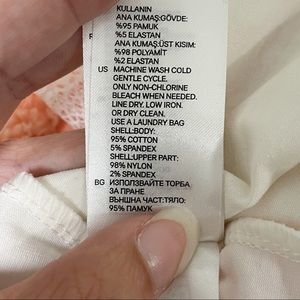 KULLANIN
ANA KUMAŞ:GÖVDE:
%95 PAMUK
%5 ELASTAN
ANA KUMAŞ:ÜST KISIM:
%98 POLYAMİT
%2 ELASTAN
US MACHINE WASH COLD
GENTLE CYCLE.
ONLY NON-CHLORINE
BLEACH WHEN NEEDED.
LINE DRY, LOW IRON.
OR DRY CLEAN.
USE A LAUNDRY BAG
SHELL:BODY:
95% COTTON
5% SPANDEX
SHELL:UPPER PART:
98% NYLON
2% SPANDEX
BG ИЗПОЛЗВАЙТЕ ТОРБА
ЗА ПРАНЕ
ВЪНШНА ЧАСТ:ТЯЛО:
95% ПАМУК